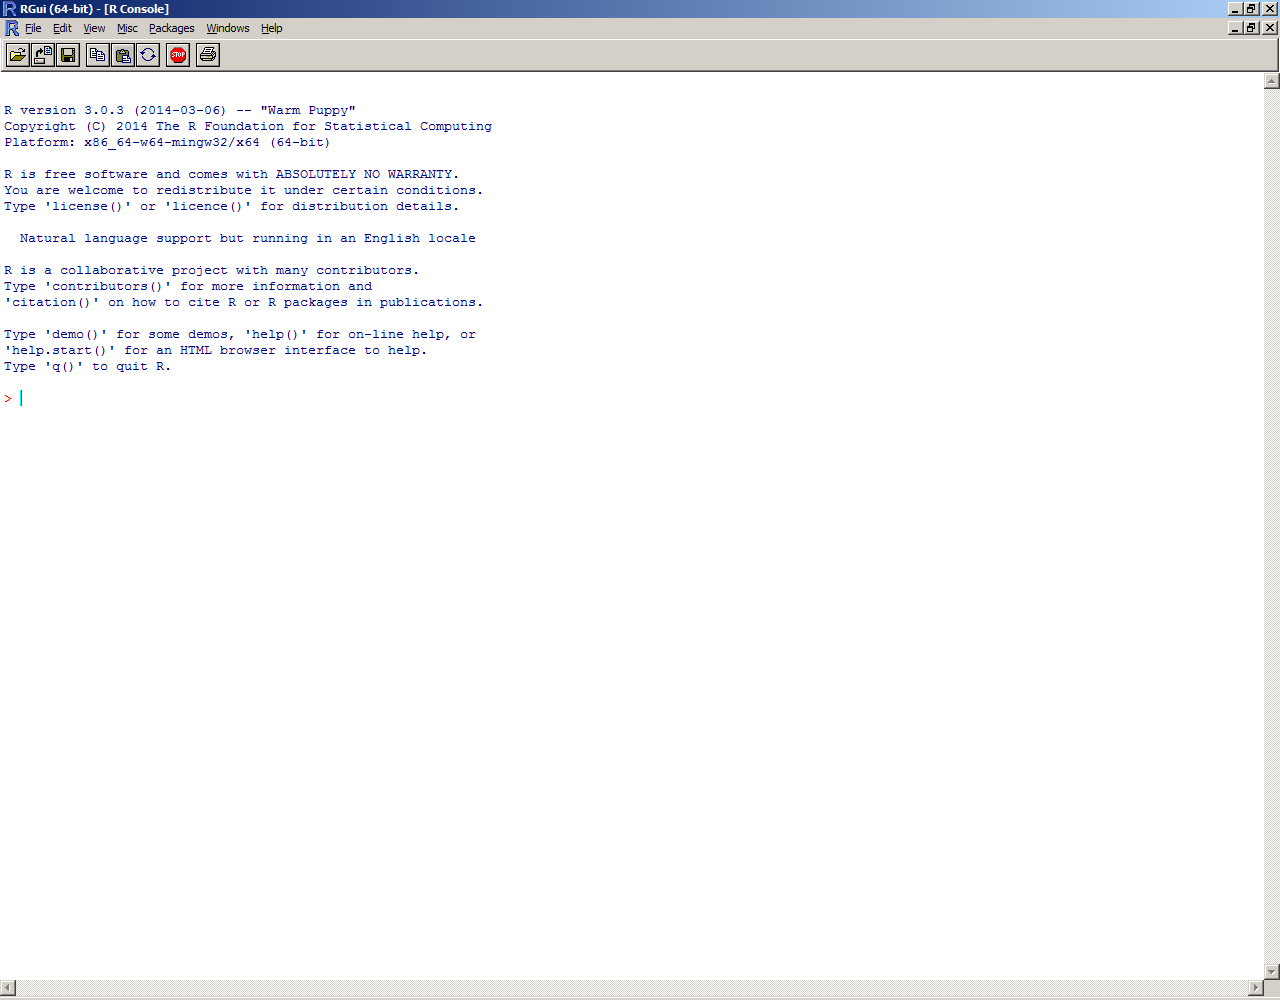 RGui (64-bit) - [R Console]
File Edit View Misc Packages Windows Help
STOP
R version 3.0.3 (2014-03-06) -- "Warm Puppy"
Copyright (C) 2014 The R Foundation for Statistical Computing
Platform: x86_64-w64-mingw32/x64 (64-bit)
R is free software and comes with ABSOLUTELY NO WARRANTY.
You are welcome to redistribute it under certain conditions.
Type 'license()' or 'licence()' for distribution details.
Natural language support but running in an English locale
R is a collaborative project with many contributors.
Type 'contributors()' for more information and
'citation()' on how to cite R or R packages in publications.
Type 'demo()' for some demos, 'help()' for on-line help, or
'help.start()' for an HTML browser interface to help.
Type 'q()' to quit R.
>